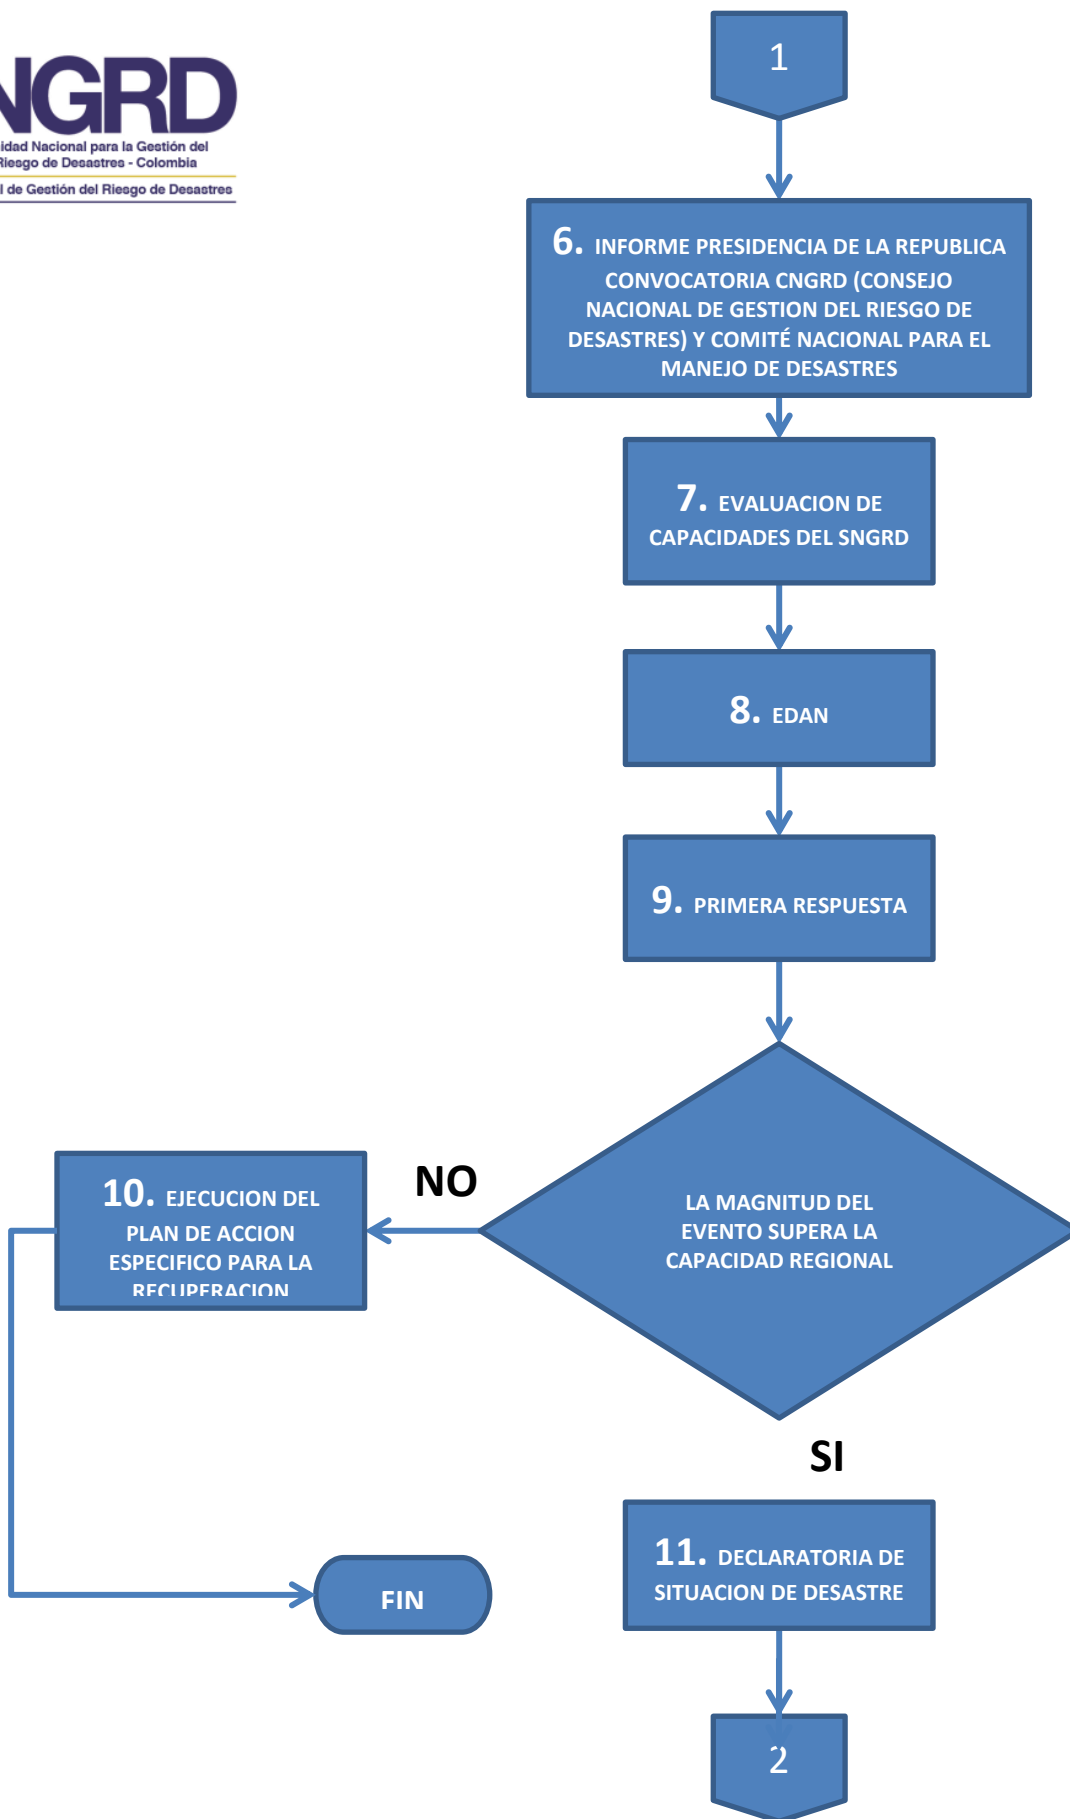 NGRD
idad Nacional para la Gestión del
Riesgo de Desastres - Colombia
l de Gestión del Riesgo de Desastres
1
6. INFORME PRESIDENCIA DE LA REPUBLICA
CONVOCATORIA CNGRD (CONSEJO
NACIONAL DE GESTION DEL RIESGO DE
DESASTRES) Y COMITÉ NACIONAL PARA EL
MANEJO DE DESASTRES
7. EVALUACION DE
CAPACIDADES DEL SNGRD
8. EDAN
9. PRIMERA RESPUESTA
LA MAGNITUD DEL
EVENTO SUPERA LA
CAPACIDAD REGIONAL
NO
10. EJECUCION DEL
PLAN DE ACCION
ESPECIFICO PARA LA
RECUPERACION
SI
11. DECLARATORIA DE
SITUACION DE DESASTRE
FIN
2